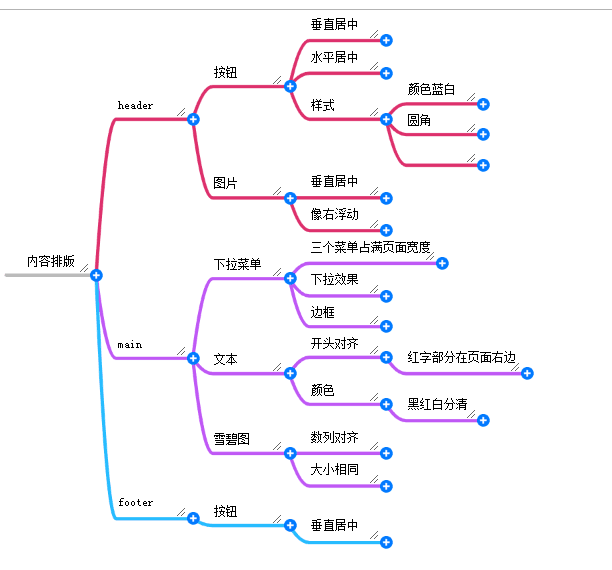 内容排版
header
按钮
垂直居中
水平居中
样式
颜色蓝白
圆角
图片
垂直居中
像右浮动
main
下拉菜单
三个菜单占满页面宽度
下拉效果
边框
文本
开头对齐
红字部分在页面右边
颜色
黑红白分清
雪碧图
数列对齐
大小相同
footer
按钮
垂直居中